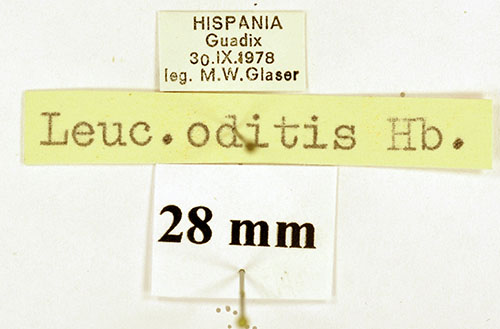 HISPANIA
Guadix
30.IX.1978
leg. M.W.Glaser
Leuc.oditis Hb.
28 mm